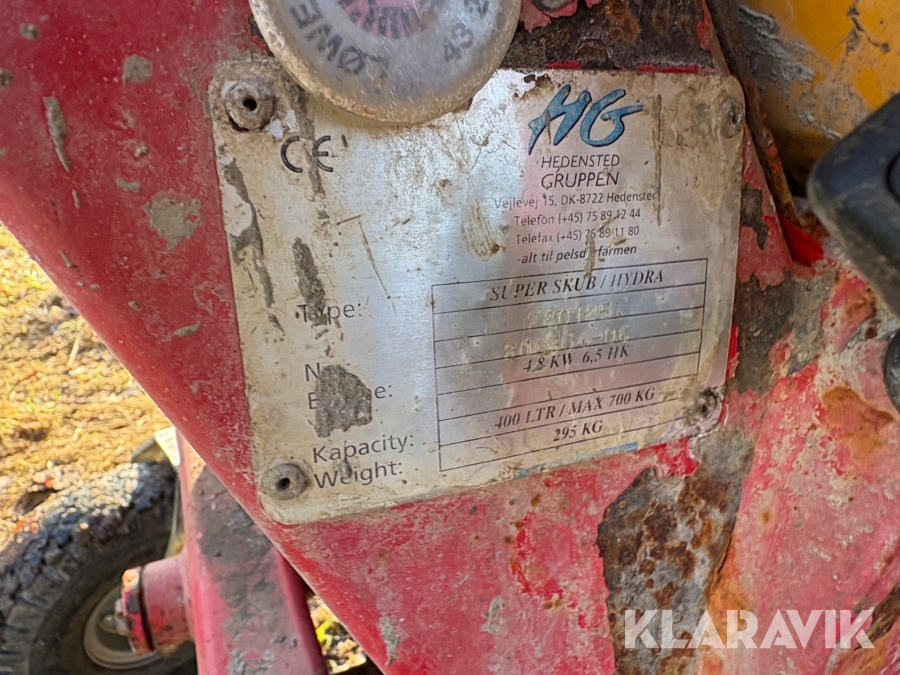 43 2
CE
HG
HEDENSTED
GRUPPEN
Vejlevej 15, DK-8722 Hedensted
Telefon (+45) 75 89 12 44
Telefax (+45) 75 89 11 80
-alt til pelsdyrfarmen
Type: SUPER SKUB / HYDRA
4,8 KW 6,5 HK
Kapacity: 400 LTR / MAX 700 KG
Weight: 295 KG
KLARAVIK